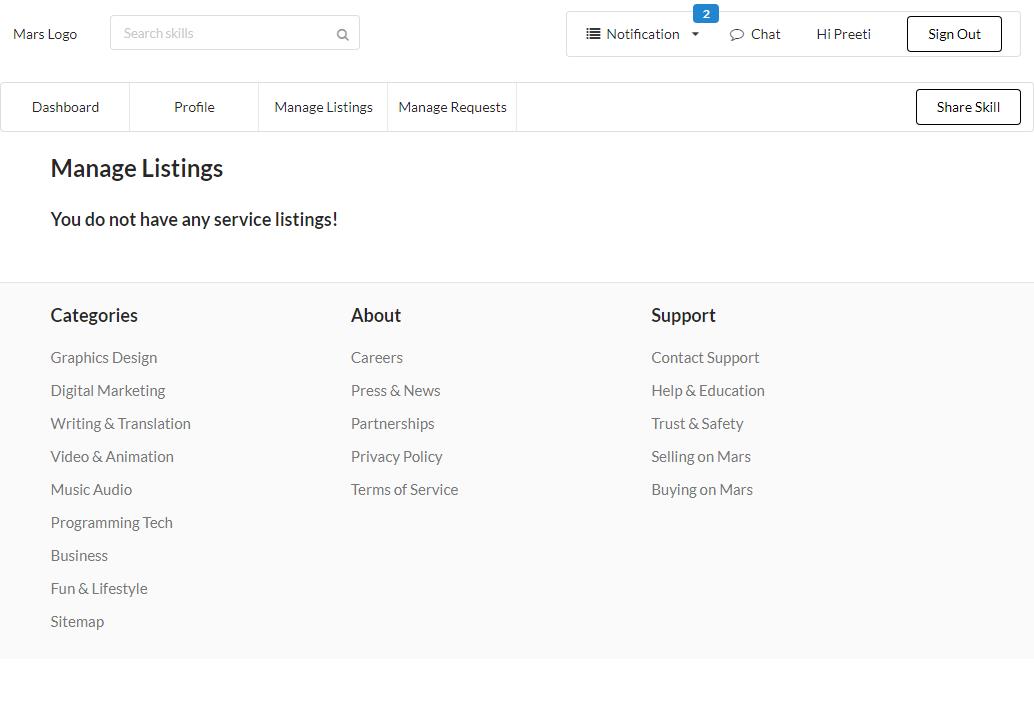 Mars Logo
Search skills
Notification
2
Chat
Hi Preeti
Sign Out
Dashboard
Profile
Manage Listings
Manage Requests
Share Skill
Manage Listings
You do not have any service listings!
Categories
Graphics Design
Digital Marketing
Writing & Translation
Video & Animation
Music Audio
Programming Tech
Business
Fun & Lifestyle
Sitemap
About
Careers
Press & News
Partnerships
Privacy Policy
Terms of Service
Support
Contact Support
Help & Education
Trust & Safety
Selling on Mars
Buying on Mars